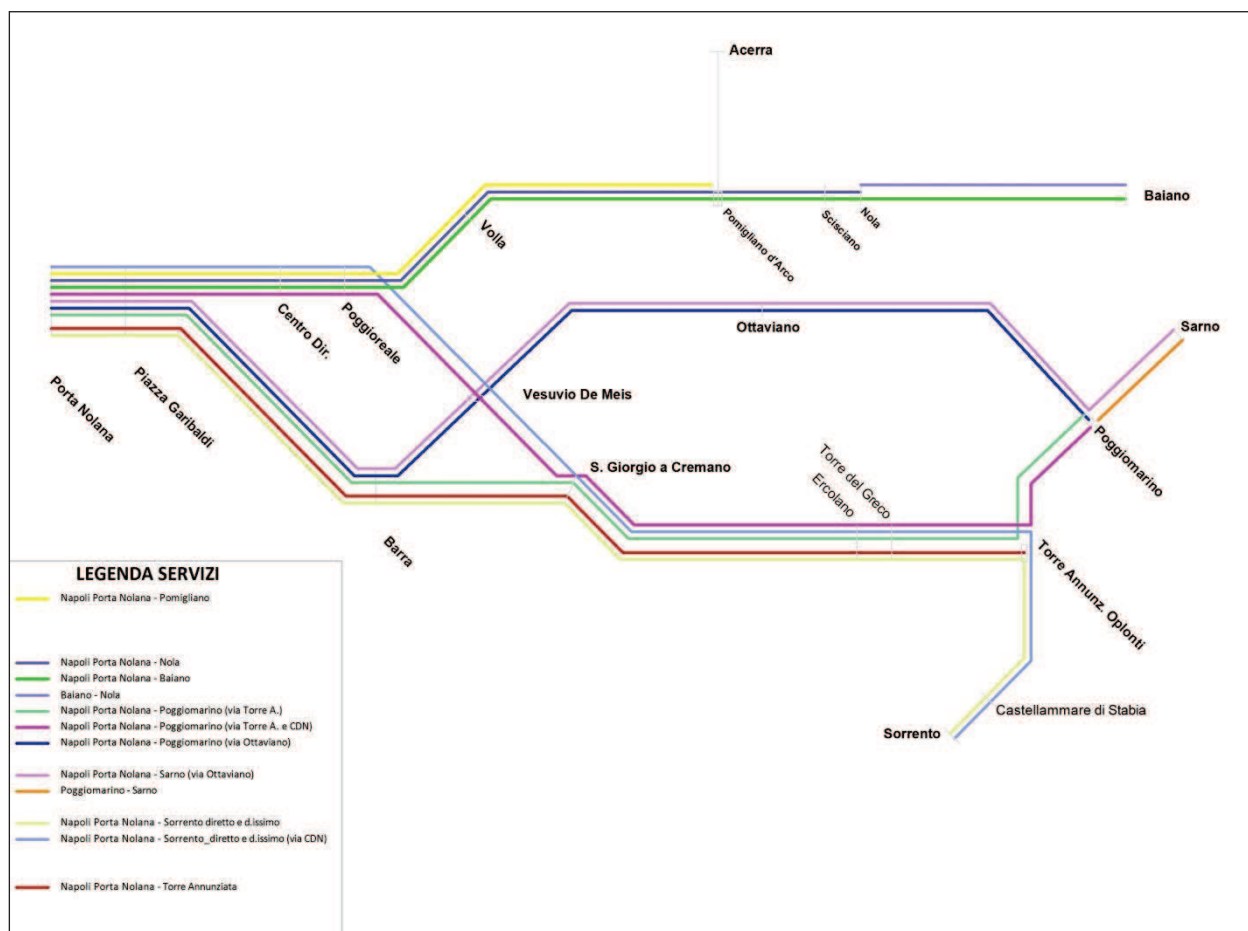 Acerra
Baiano
Pomigliano d'Arco
Scisciano
Nola
Volla
Centro Dir.
Poggioreale
Ottaviano
Sarno
Porta Nolana
Piazza Garibaldi
Vesuvio De Meis
Poggiomarino
S. Giorgio a Cremano
Torre del Greco
Ercolano
Barra
Torre Annunz. Oplonti
Castellammare di Stabia
Sorrento
LEGENDA SERVIZI
Napoli Porta Nolana - Pomigliano
Napoli Porta Nolana - Nola
Napoli Porta Nolana - Baiano
Baiano - Nola
Napoli Porta Nolana - Poggiomarino (via Torre A.)
Napoli Porta Nolana - Poggiomarino (via Torre A. e CDN)
Napoli Porta Nolana - Poggiomarino (via Ottaviano)
Napoli Porta Nolana - Sarno (via Ottaviano)
Poggiomarino - Sarno
Napoli Porta Nolana - Sorrento diretto e d.issimo
Napoli Porta Nolana - Sorrento_diretto e d.issimo (via CDN)
Napoli Porta Nolana - Torre Annunziata